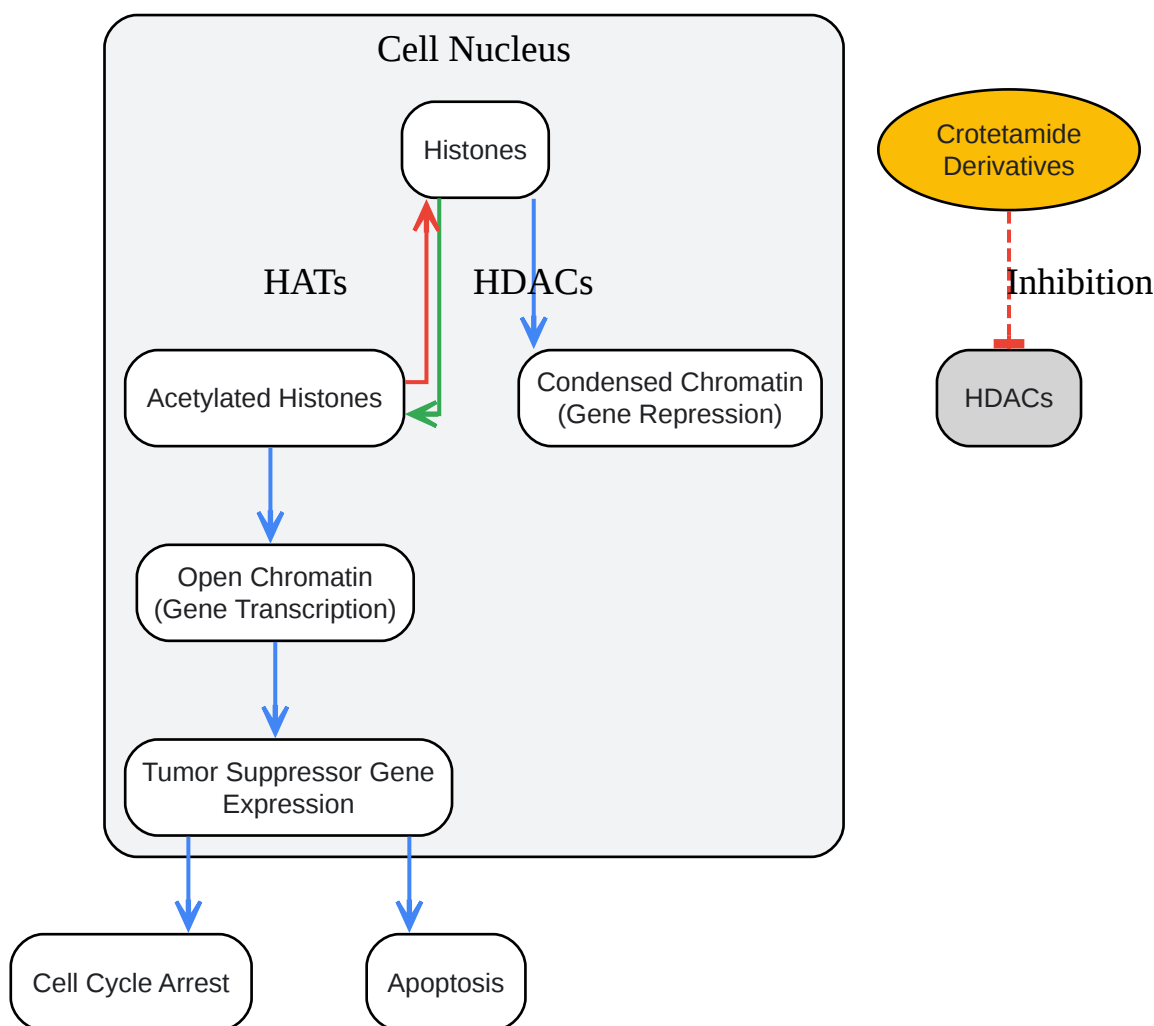 Cell Nucleus
Histones
Crotetamide
Derivatives
HATs
HDACs
Inhibition
Acetylated Histones
Condensed Chromatin
(Gene Repression)
HDACs
Open Chromatin
(Gene Transcription)
Tumor Suppressor Gene
Expression
Cell Cycle Arrest
Apoptosis